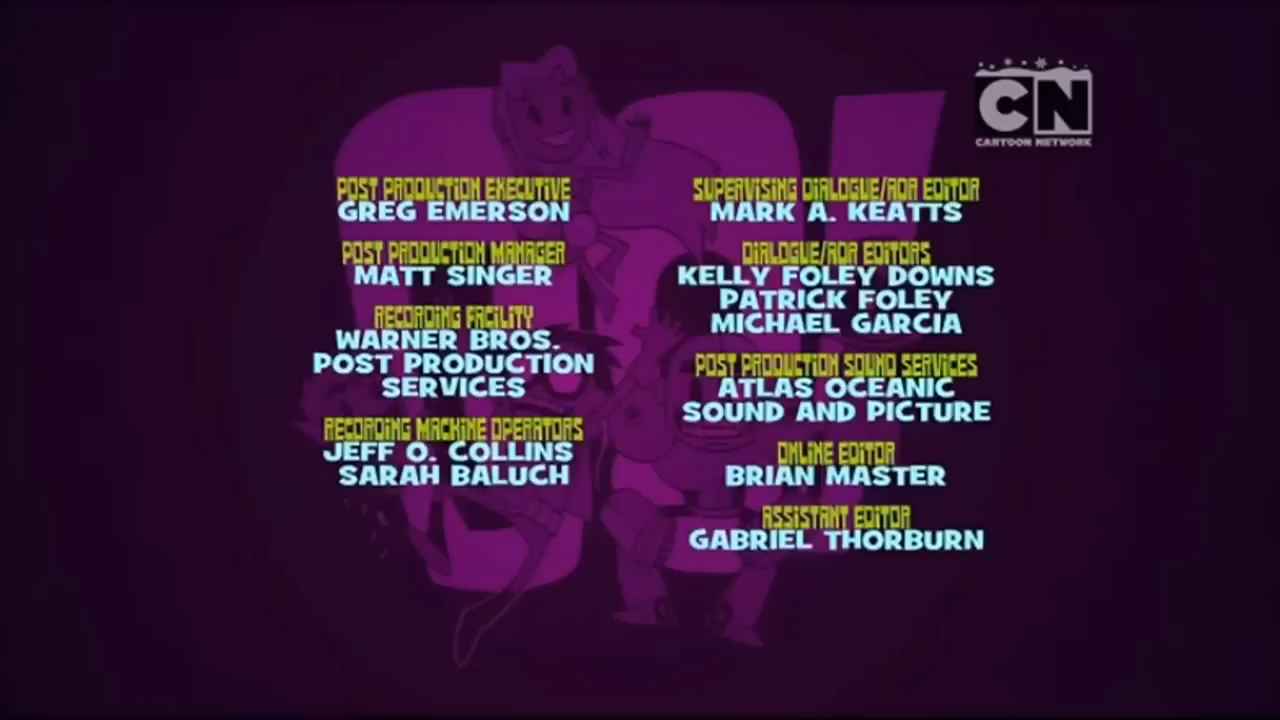 CN
CARTOON NETWORK
POST PRODUCTION EXECUTIVE
GREG EMERSON
POST PRODUCTION MANAGER
MATT SINGER
RECORDING FACILITY
WARNER BROS.
POST PRODUCTION
SERVICES
RECORDING MACHINE OPERATORS
JEFF O. COLLINS
SARAH BALUCH
SUPERVISING DIALOGUE/ADR EDITOR
MARK A. KEATTS
DIALOGUE/ADR EDITORS
KELLY FOLEY DOWNS
PATRICK FOLEY
MICHAEL GARCIA
POST PRODUCTION SOUND SERVICES
ATLAS OCEANIC
SOUND AND PICTURE
ONLINE EDITOR
BRIAN MASTER
ASSISTANT EDITOR
GABRIEL THORBURN